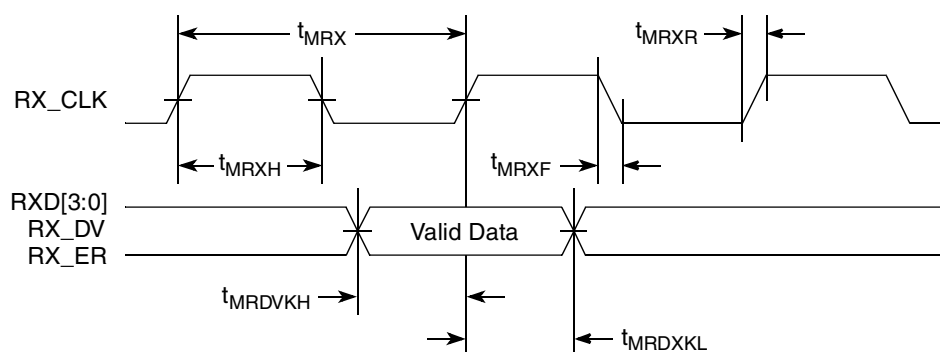 tMRX
tMRXR
RX_CLK
tMRXH
tMRXF
RXD[3:0]
RX_DV
Valid Data
RX_ER
tMRDVKH
tMRDXKL